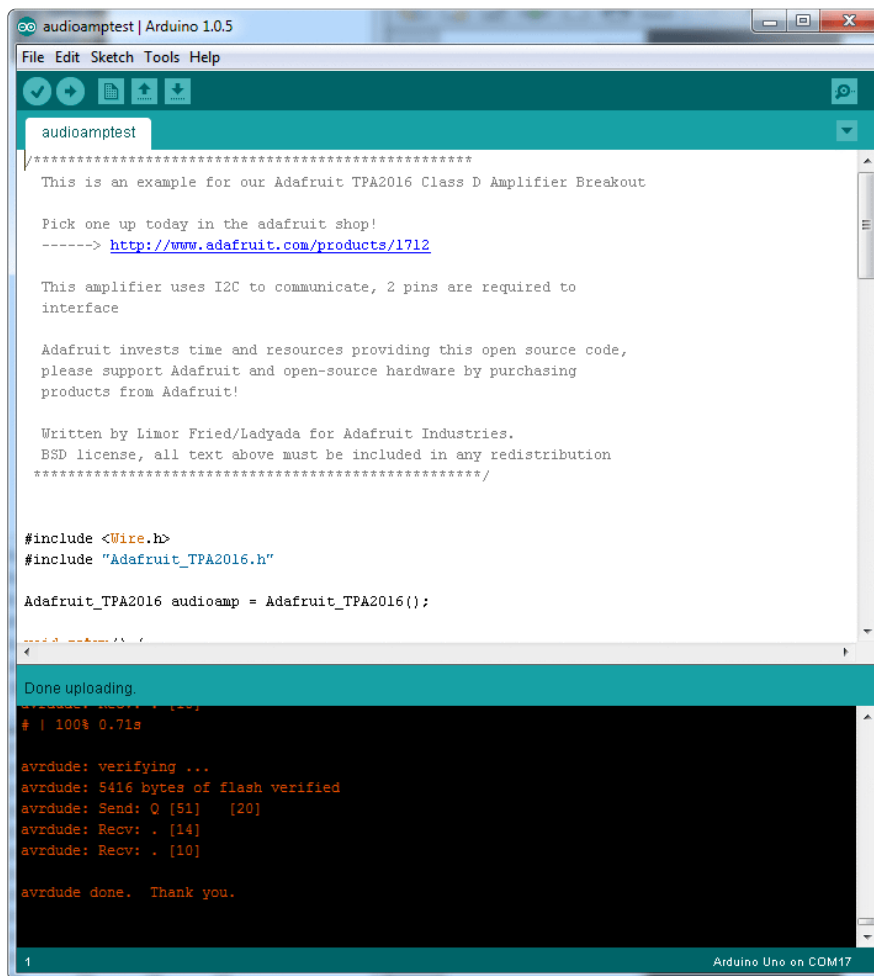 audioamptest | Arduino 1.0.5
File Edit Sketch Tools Help
audioamptest
/***************************************************
This is an example for our Adafruit TPA2016 Class D Amplifier Breakout
Pick one up today in the adafruit shop!
------> http://www.adafruit.com/products/1712
This amplifier uses I2C to communicate, 2 pins are required to
interface
Adafruit invests time and resources providing this open source code,
please support Adafruit and open-source hardware by purchasing
products from Adafruit!
Written by Limor Fried/Ladyada for Adafruit Industries.
BSD license, all text above must be included in any redistribution
****************************************************/
#include <Wire.h>
#include "Adafruit_TPA2016.h"
Adafruit_TPA2016 audioamp = Adafruit_TPA2016();
Done uploading.
# | 100% 0.71s
avrdude: verifying ...
avrdude: 5416 bytes of flash verified
avrdude: Send: Q [51]   [20]
avrdude: Recv: . [14]
avrdude: Recv: . [10]
avrdude done.  Thank you.
1
Arduino Uno on COM17